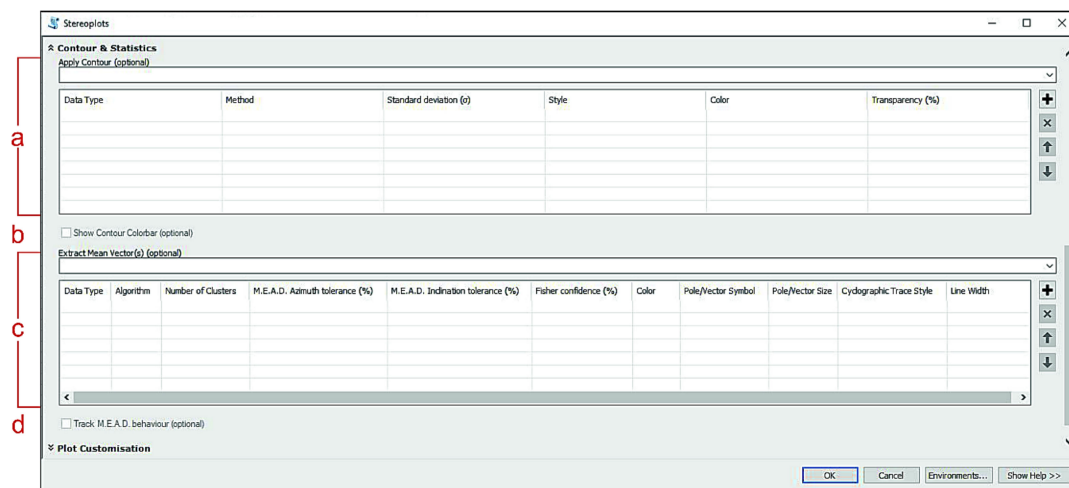 Stereoplots
Contour & Statistics
Apply Contour (optional)
Data Type Method Standard deviation (σ) Style Color Transparency (%)
a
b
Show Contour Colorbar (optional)
Extract Mean Vector(s) (optional)
Data Type Algorithm Number of Clusters M.E.A.D. Azimuth tolerance (%) M.E.A.D. Inclination tolerance (%) Fisher confidence (%) Color Pole/Vector Symbol Pole/Vector Size Cyclographic Trace Style Line Width
c
d
Track M.E.A.D. behaviour (optional)
Plot Customisation
OK Cancel Environments... Show Help >>